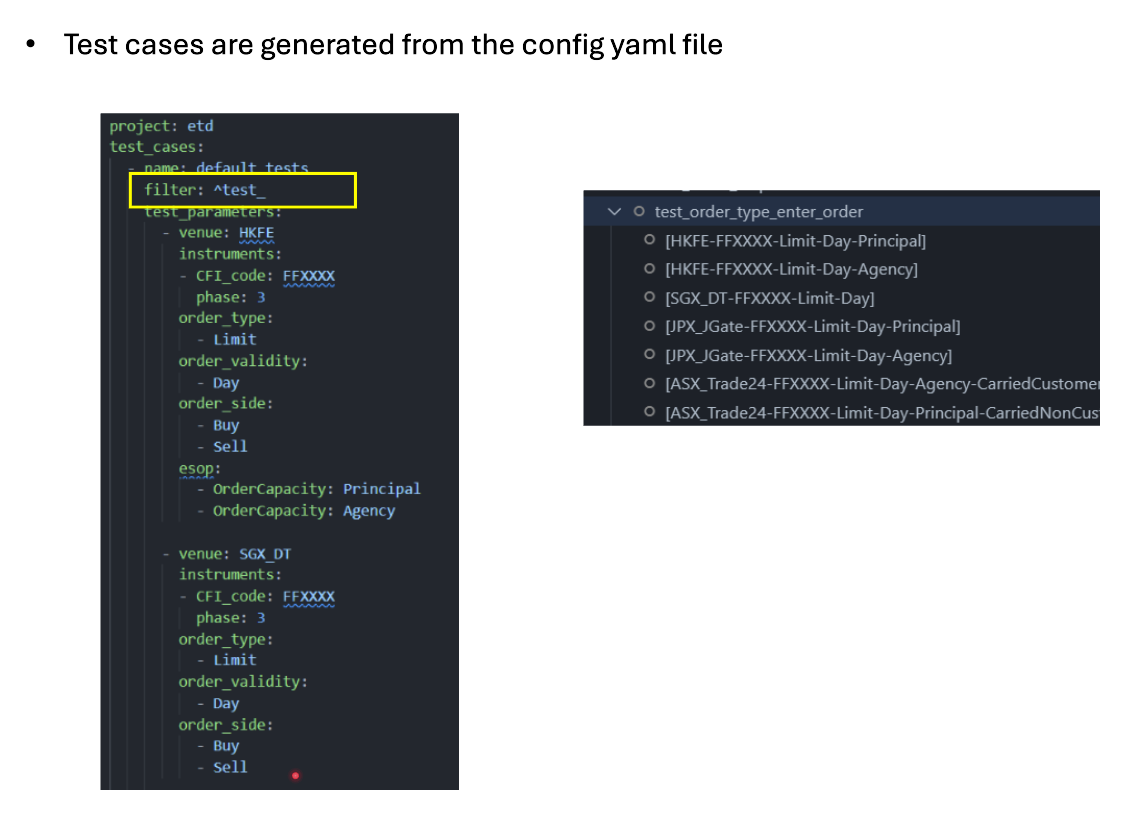 • Test cases are generated from the config yaml file
project: etd
test_cases:
- name: default tests
filter: ^test_
test_parameters:
- venue: HKFE
instruments:
- CFI_code: FFXXXX
phase: 3
order_type:
- Limit
order_validity:
- Day
order_side:
- Buy
- Sell
esop:
- OrderCapacity: Principal
- OrderCapacity: Agency
- venue: SGX_DT
instruments:
- CFI_code: FFXXXX
phase: 3
order_type:
- Limit
order_validity:
- Day
order_side:
- Buy
- Sell
test_order_type_enter_order
[HKFE-FFXXXX-Limit-Day-Principal]
[HKFE-FFXXXX-Limit-Day-Agency]
[SGX_DT-FFXXXX-Limit-Day]
[JPX_JGate-FFXXXX-Limit-Day-Principal]
[JPX_JGate-FFXXXX-Limit-Day-Agency]
[ASX_Trade24-FFXXXX-Limit-Day-Agency-CarriedCustomer
[ASX_Trade24-FFXXXX-Limit-Day-Principal-CarriedNonCus